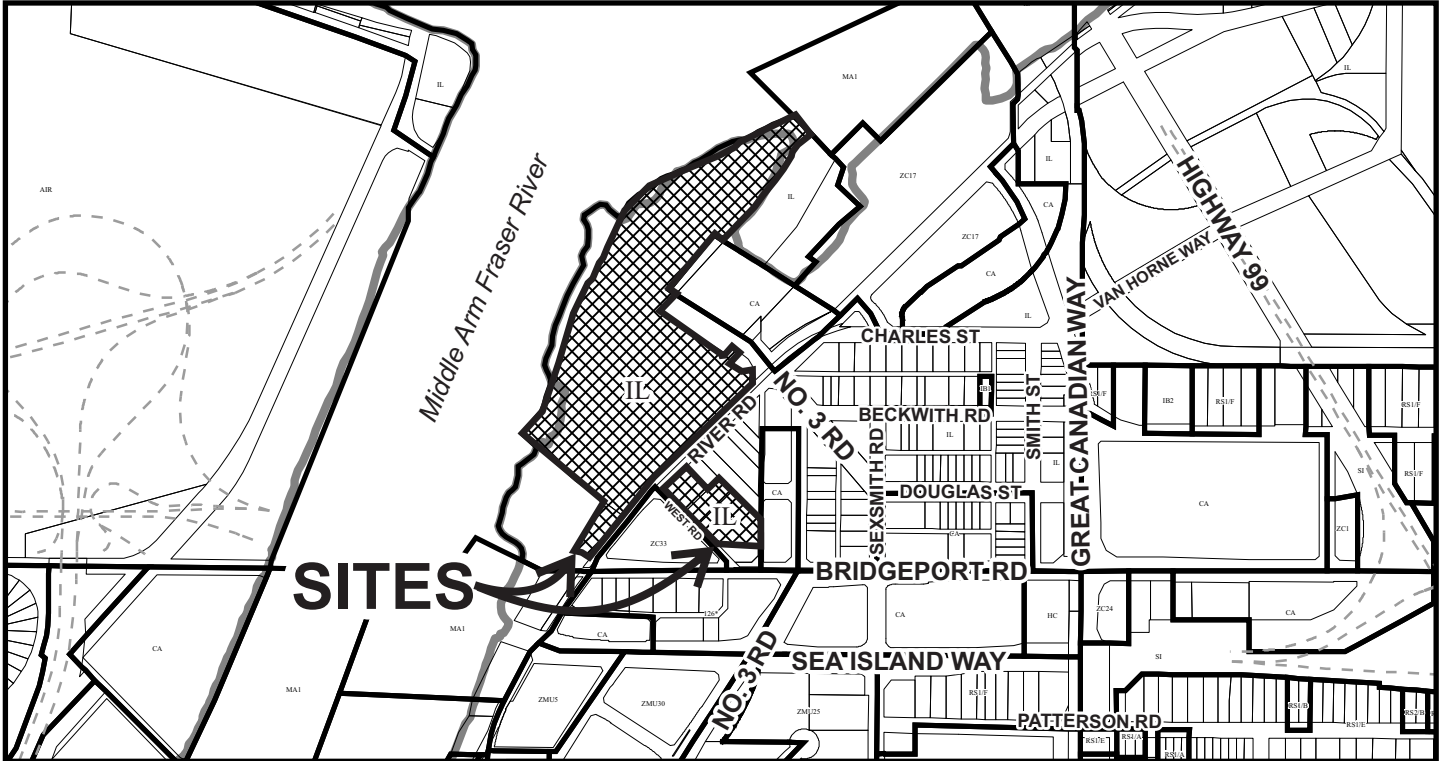 IL
MA1
IL
AIR
IL
ZC17
CA
ZC17
CA
IL
Middle Arm Fraser River
HIGHWAY 99
VAN HORNE WAY
GREAT CANADIAN WAY
CA
IL
CHARLES ST
IL
NO. 3 RD
RIVER RD
BECKWITH RD
SMITH ST
SEXSMITH RD
IL
IL
IB2
RS1/F
RS1/F
RS1/F
SI
CA
CA
DOUGLAS ST
IL
WEST RD
ZC33
CA
ZC1
SITES
BRIDGEPORT RD
MA1
CA
CA
HC
ZC24
CA
SI
CA
MA1
SEA ISLAND WAY
NO. 3 RD
ZMU5
ZMU30
ZMU25
RS1/F
PATTERSON RD
RS1/E
RS1/A
RS1/A
RS1/B
RS1/E
RS2/B